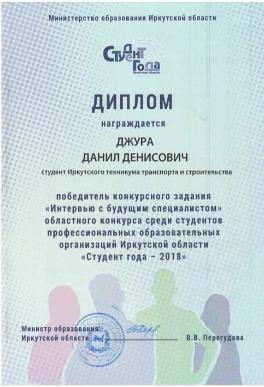 Министерство образования Иркутской области
СтуДент
Года
ДИПЛОМ
награждается
ДЖУРА
ДАНИЛ ДЕНИСОВИЧ
студент Иркутского техникума транспорта и строительства
победитель конкурсного задания
«Интервью с будущим специалистом»
областного конкурса среди студентов
профессиональных образовательных
организаций Иркутской области
«Студент года – 2018»
Министр образования
Иркутской области
В.В. Перегудова